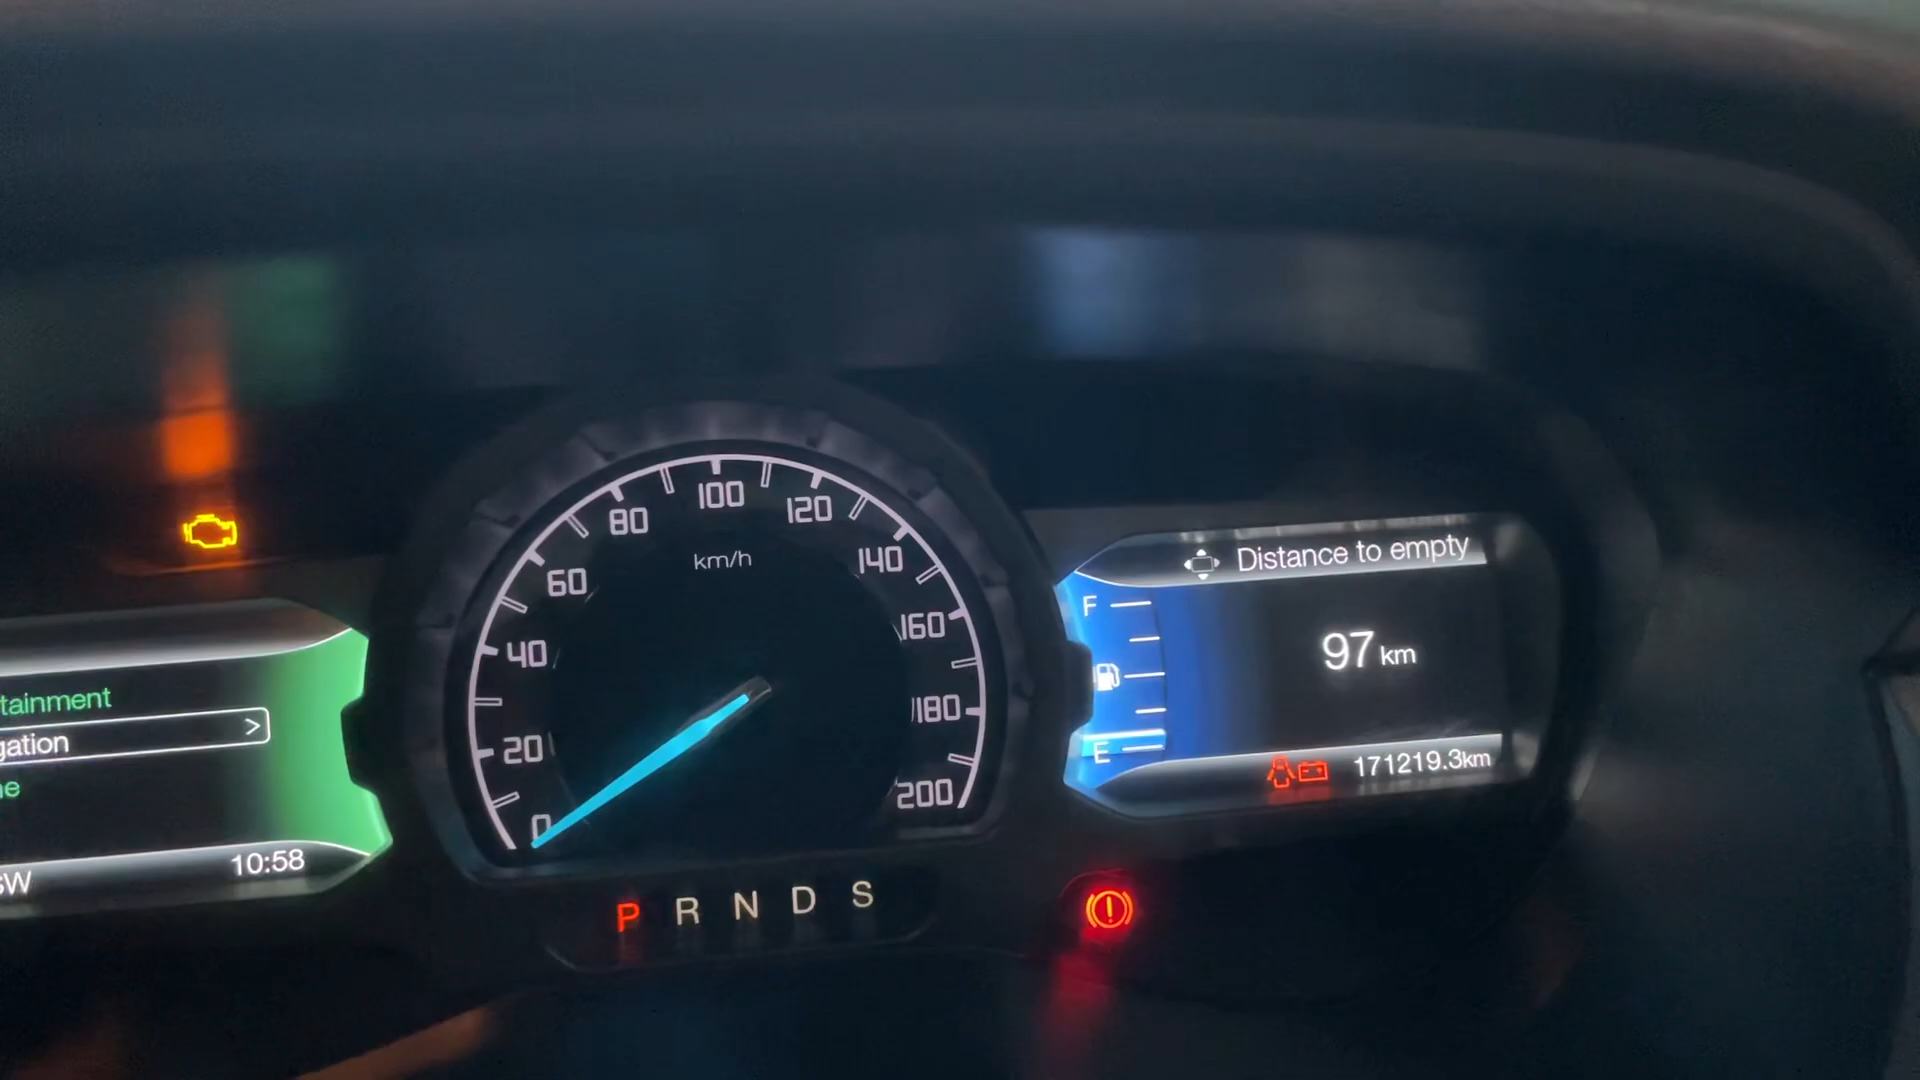 tainment
gation >
e
SW
10:58
0
20
40
60
80
100
120
140
160
180
200
km/h
P R N D S
Distance to empty
F
E
97 km
171219.3km